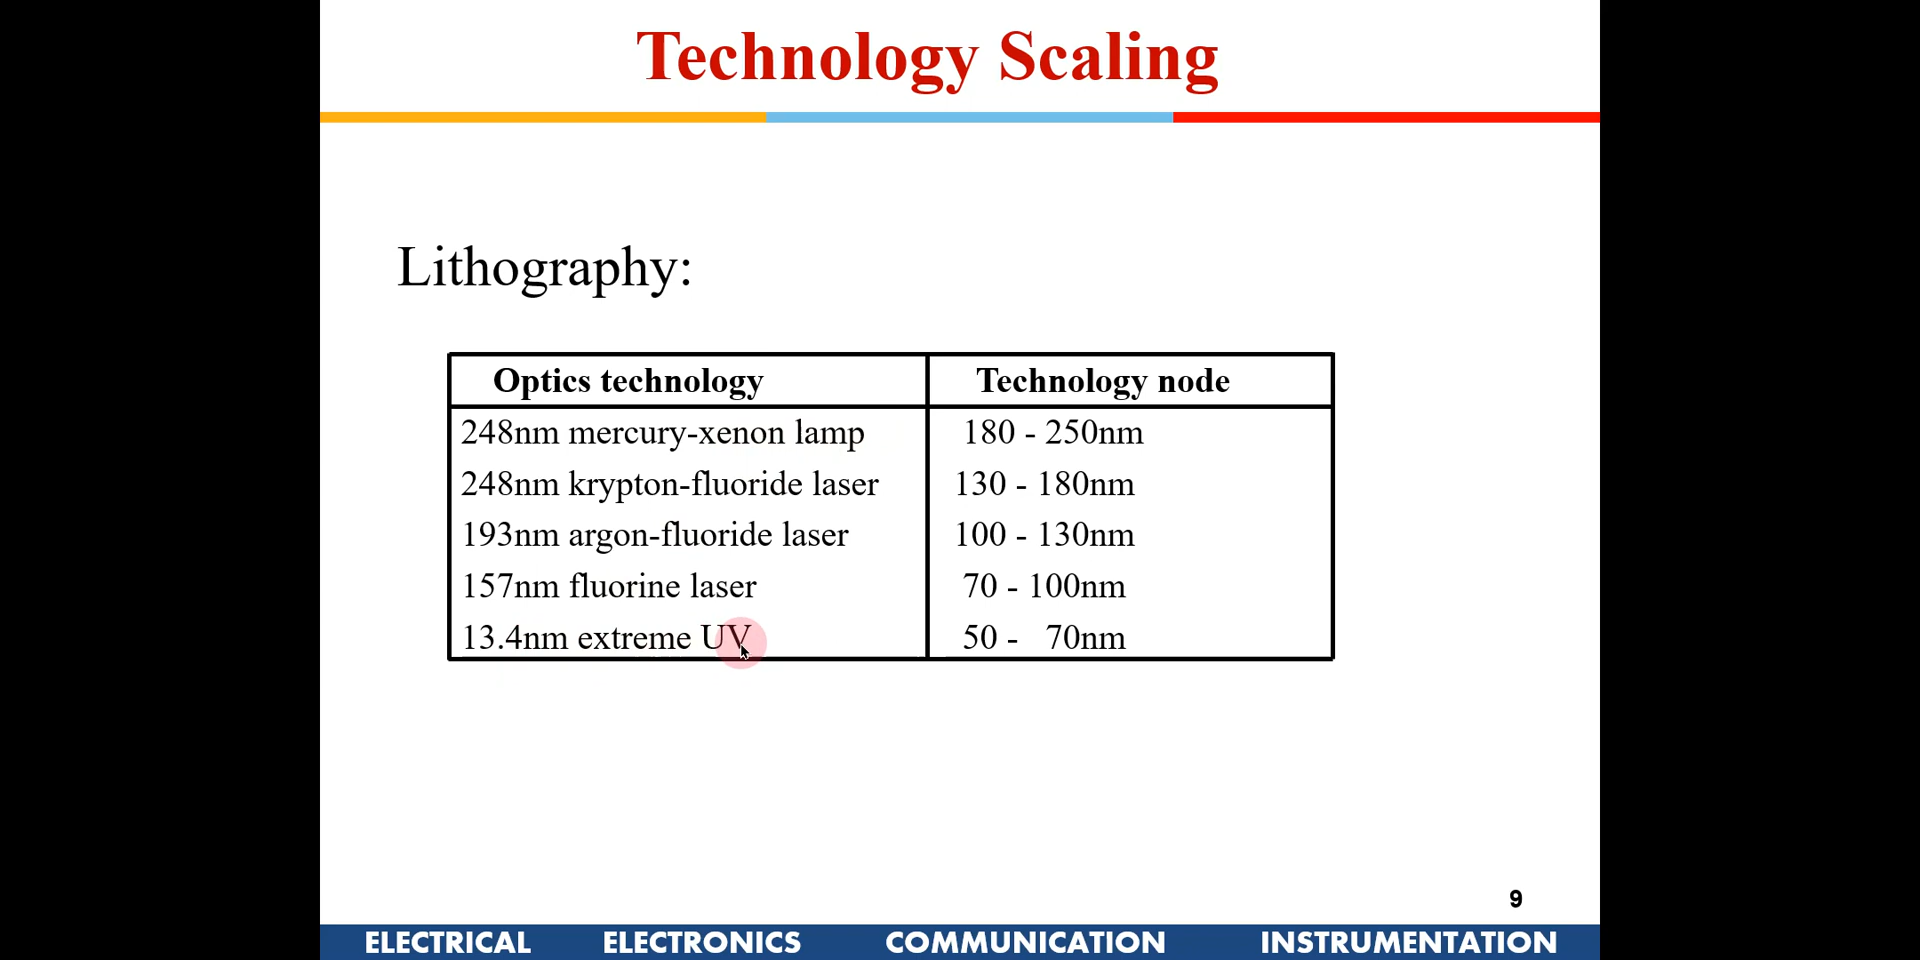 Technology Scaling
Lithography:
Optics technology Technology node
248nm mercury-xenon lamp 180 - 250nm
248nm krypton-fluoride laser 130 - 180nm
193nm argon-fluoride laser 100 - 130nm
157nm fluorine laser 70 - 100nm
13.4nm extreme UV 50 - 70nm
9
ELECTRICAL ELECTRONICS COMMUNICATION INSTRUMENTATION